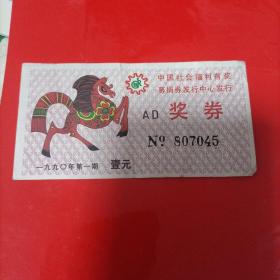 中国社会福利有奖
募捐券发行中心发行
AD 奖券
Nº 807045
一九九〇年第一期 壹元